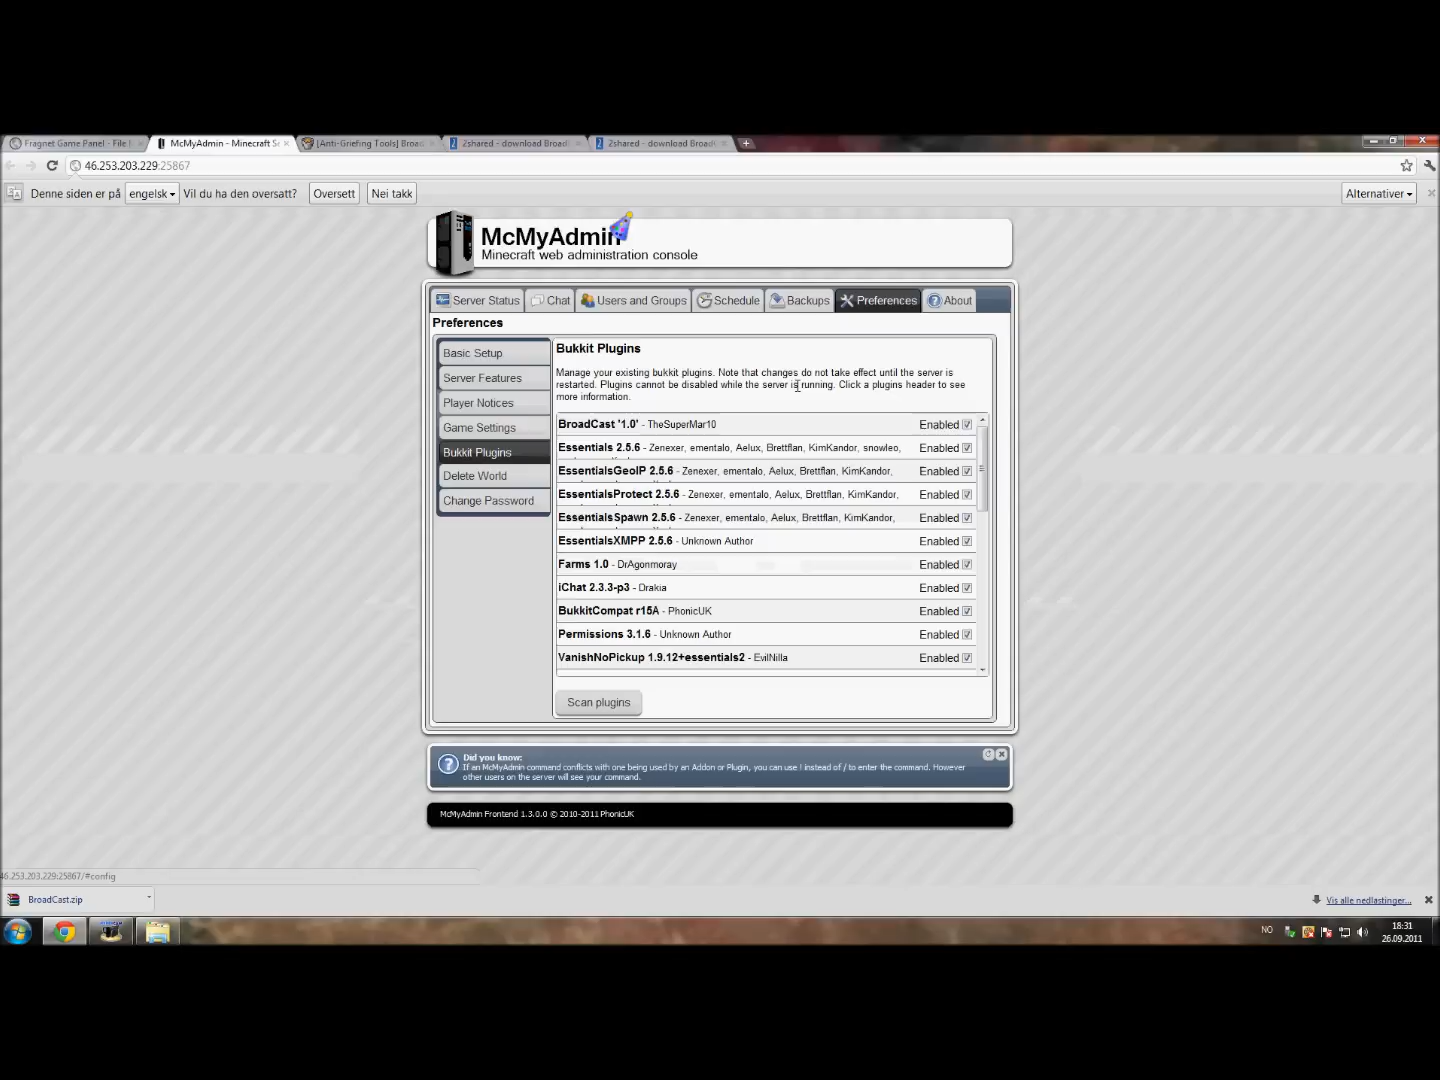 Fragnet Game Panel - File
McMyAdmin - Minecraft Se
[Anti-Griefing Tools] Broad
2shared - download Broad
2shared - download Broad
46.253.203.229:25867
Denne siden er på engelsk Vil du ha den oversatt? Oversett Nei takk
Alternativer
McMyAdmin
Minecraft web administration console
Server Status
Chat
Users and Groups
Schedule
Backups
Preferences
About
Preferences
Basic Setup
Server Features
Player Notices
Game Settings
Bukkit Plugins
Delete World
Change Password
Bukkit Plugins
Manage your existing bukkit plugins. Note that changes do not take effect until the server is
restarted. Plugins cannot be disabled while the server is running. Click a plugins header to see
more information.
BroadCast '1.0' - TheSuperMar10 Enabled
Essentials 2.5.6 - Zenexer, ementalo, Aelux, Brettflan, KimKandor, snowleo, Enabled
EssentialsGeoIP 2.5.6 - Zenexer, ementalo, Aelux, Brettflan, KimKandor, Enabled
EssentialsProtect 2.5.6 - Zenexer, ementalo, Aelux, Brettflan, KimKandor, Enabled
EssentialsSpawn 2.5.6 - Zenexer, ementalo, Aelux, Brettflan, KimKandor, Enabled
EssentialsXMPP 2.5.6 - Unknown Author Enabled
Farms 1.0 - DrAgonmoray Enabled
iChat 2.3.3-p3 - Drakia Enabled
BukkitCompat r15A - PhonicUK Enabled
Permissions 3.1.6 - Unknown Author Enabled
VanishNoPickup 1.9.12+essentials2 - EvilNilla Enabled
Scan plugins
Did you know:
If an McMyAdmin command conflicts with one being used by an Addon or Plugin, you can use ! instead of / to enter the command. However
other users on the server will see your command.
McMyAdmin Frontend 1.3.0.0 © 2010-2011 PhonicUK
46.253.203.229:25867/#config
BroadCast.zip
Vis alle nedlastinger...
NO
18:31
26.09.2011